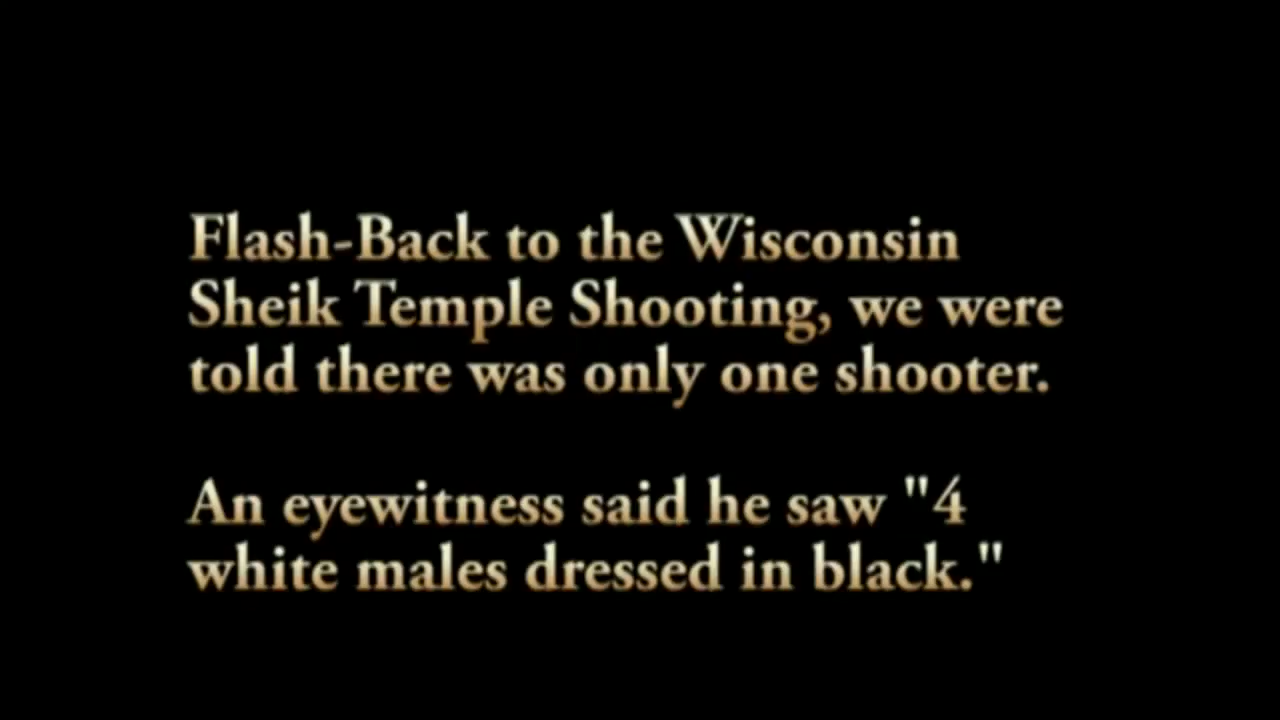 Flash-Back to the Wisconsin
Sheik Temple Shooting, we were
told there was only one shooter.
An eyewitness said he saw "4
white males dressed in black."